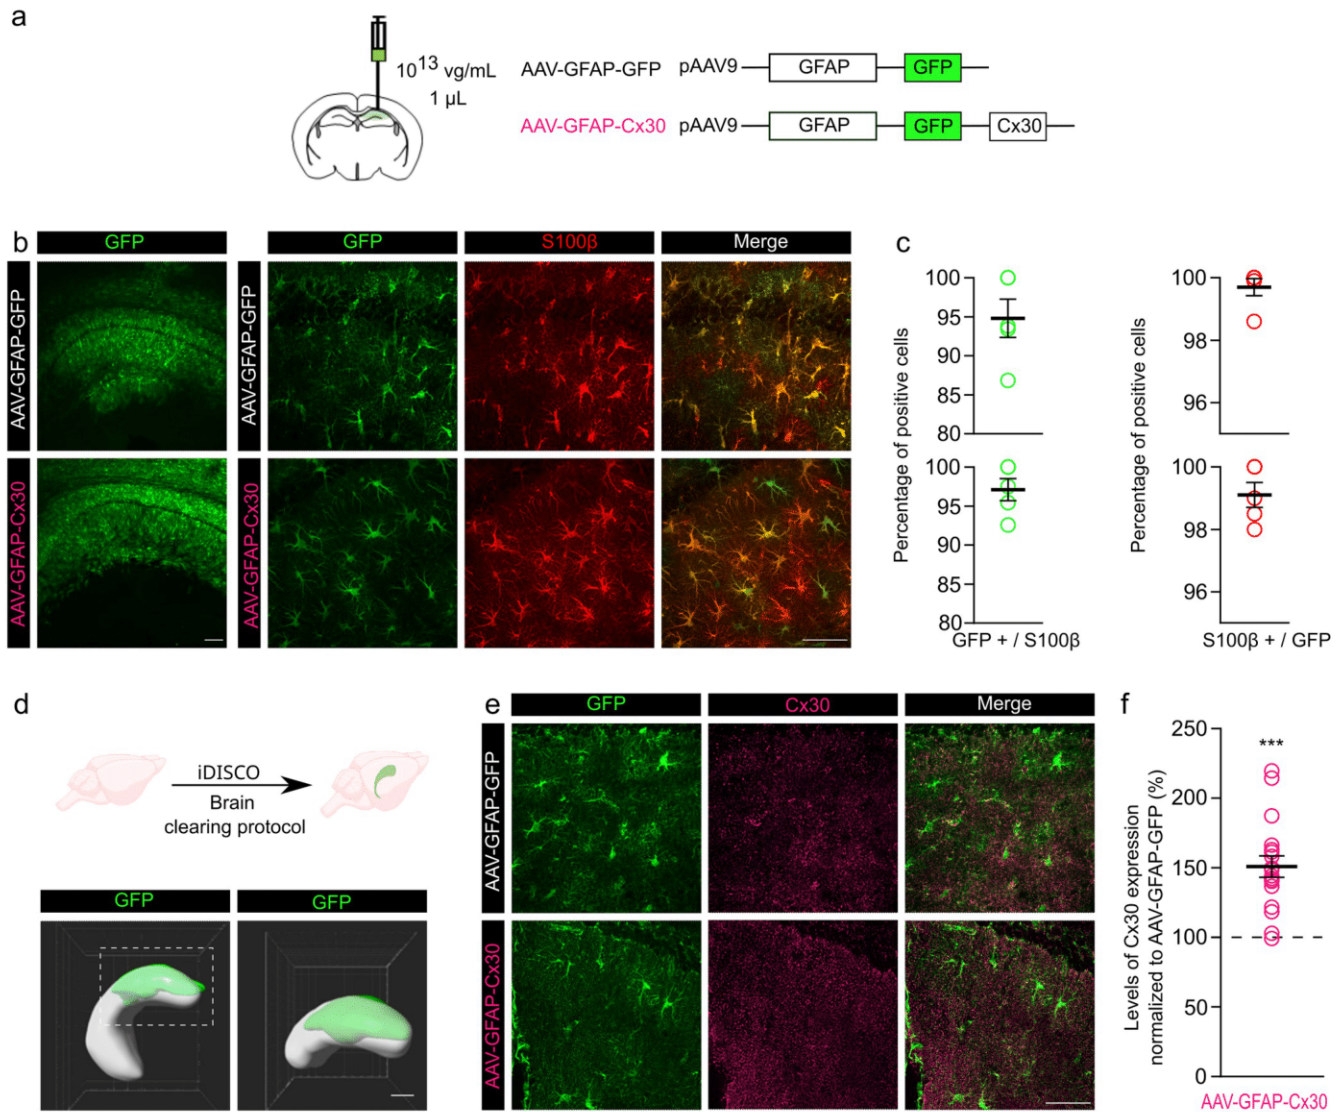 a
10¹³ vg/mL
1 µL
AAV-GFAP-GFP pAAV9 GFAP GFP
AAV-GFAP-Cx30 pAAV9 GFAP GFP Cx30
b
GFP
GFP
S100β
Merge
AAV-GFAP-GFP
AAV-GFAP-GFP
AAV-GFAP-Cx30
AAV-GFAP-Cx30
c
Percentage of positive cells
100
95
90
85
80
100
95
90
85
80
GFP + / S100β
Percentage of positive cells
100
98
96
100
98
96
S100β + / GFP
d
iDISCO
Brain
clearing protocol
GFP
GFP
e
GFP
Cx30
Merge
AAV-GFAP-GFP
AAV-GFAP-Cx30
f
Levels of Cx30 expression
normalized to AAV-GFAP-GFP (%)
250
200
150
100
50
0
***
AAV-GFAP-Cx30